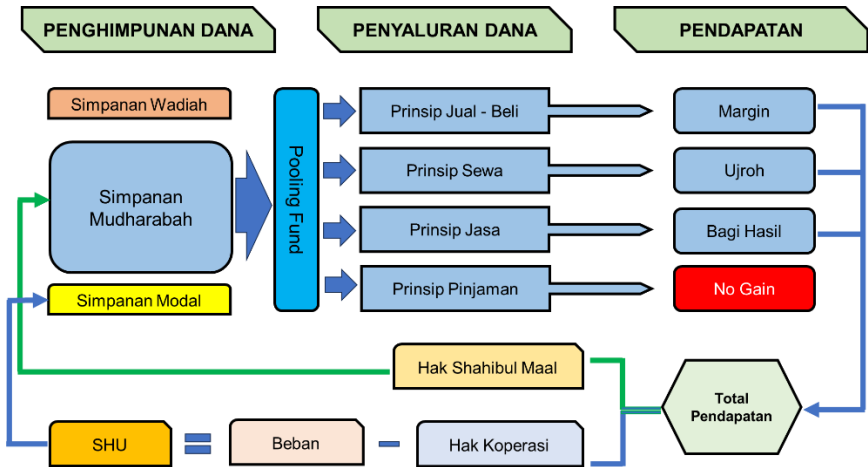 PENGHIMPUNAN DANA
PENYALURAN DANA
PENDAPATAN
Simpanan Wadiah
Simpanan
Mudharabah
Simpanan Modal
Pooling Fund
Prinsip Jual - Beli
Margin
Prinsip Sewa
Ujroh
Prinsip Jasa
Bagi Hasil
Prinsip Pinjaman
No Gain
Hak Shahibul Maal
Total
Pendapatan
SHU
=
Beban
-
Hak Koperasi